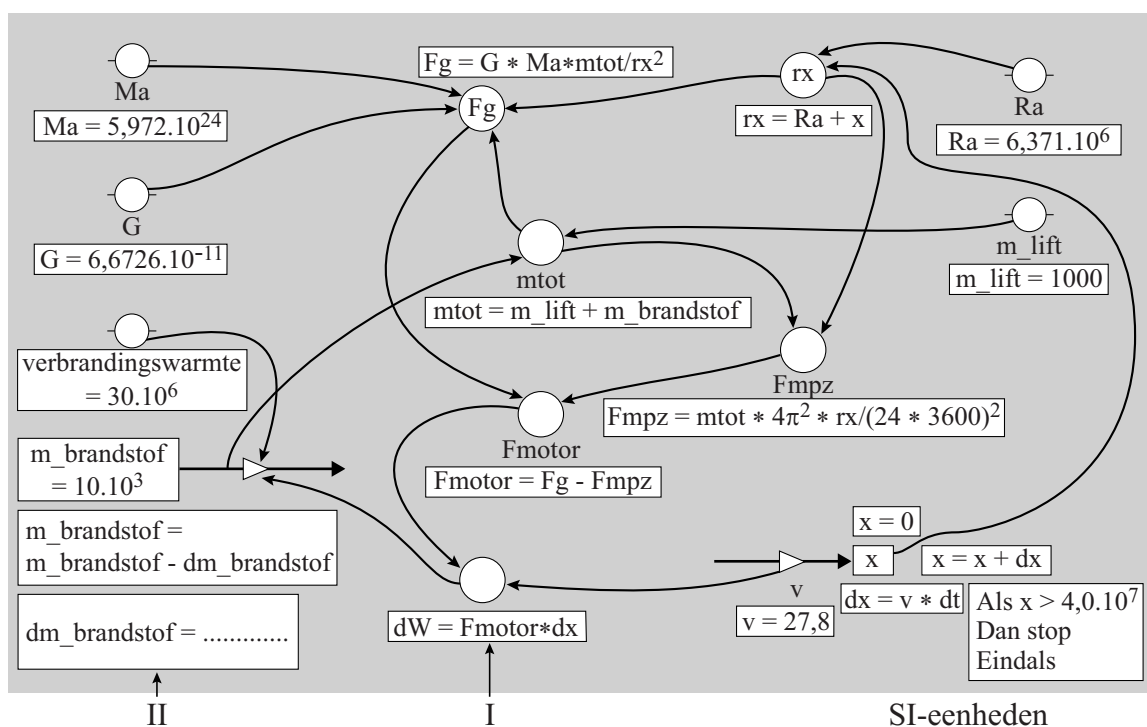 Ma
Ma = 5,972.10²⁴
G
G = 6,6726.10⁻¹¹
verbrandingswarmte
= 30.10⁶
m_brandstof
= 10.10³
m_brandstof =
m_brandstof - dm_brandstof
dm_brandstof = .............
II
Fg = G * Ma*mtot/rx²
Fg
mtot
mtot = m_lift + m_brandstof
Fmotor
Fmotor = Fg - Fmpz
dW = Fmotor*dx
I
rx
rx = Ra + x
Ra
Ra = 6,371.10⁶
m_lift
m_lift = 1000
Fmpz
Fmpz = mtot * 4π² * rx/(24 * 3600)²
x = 0
x
x = x + dx
v
v = 27,8
dx = v * dt
Als x > 4,0.10⁷
Dan stop
Eindals
SI-eenheden